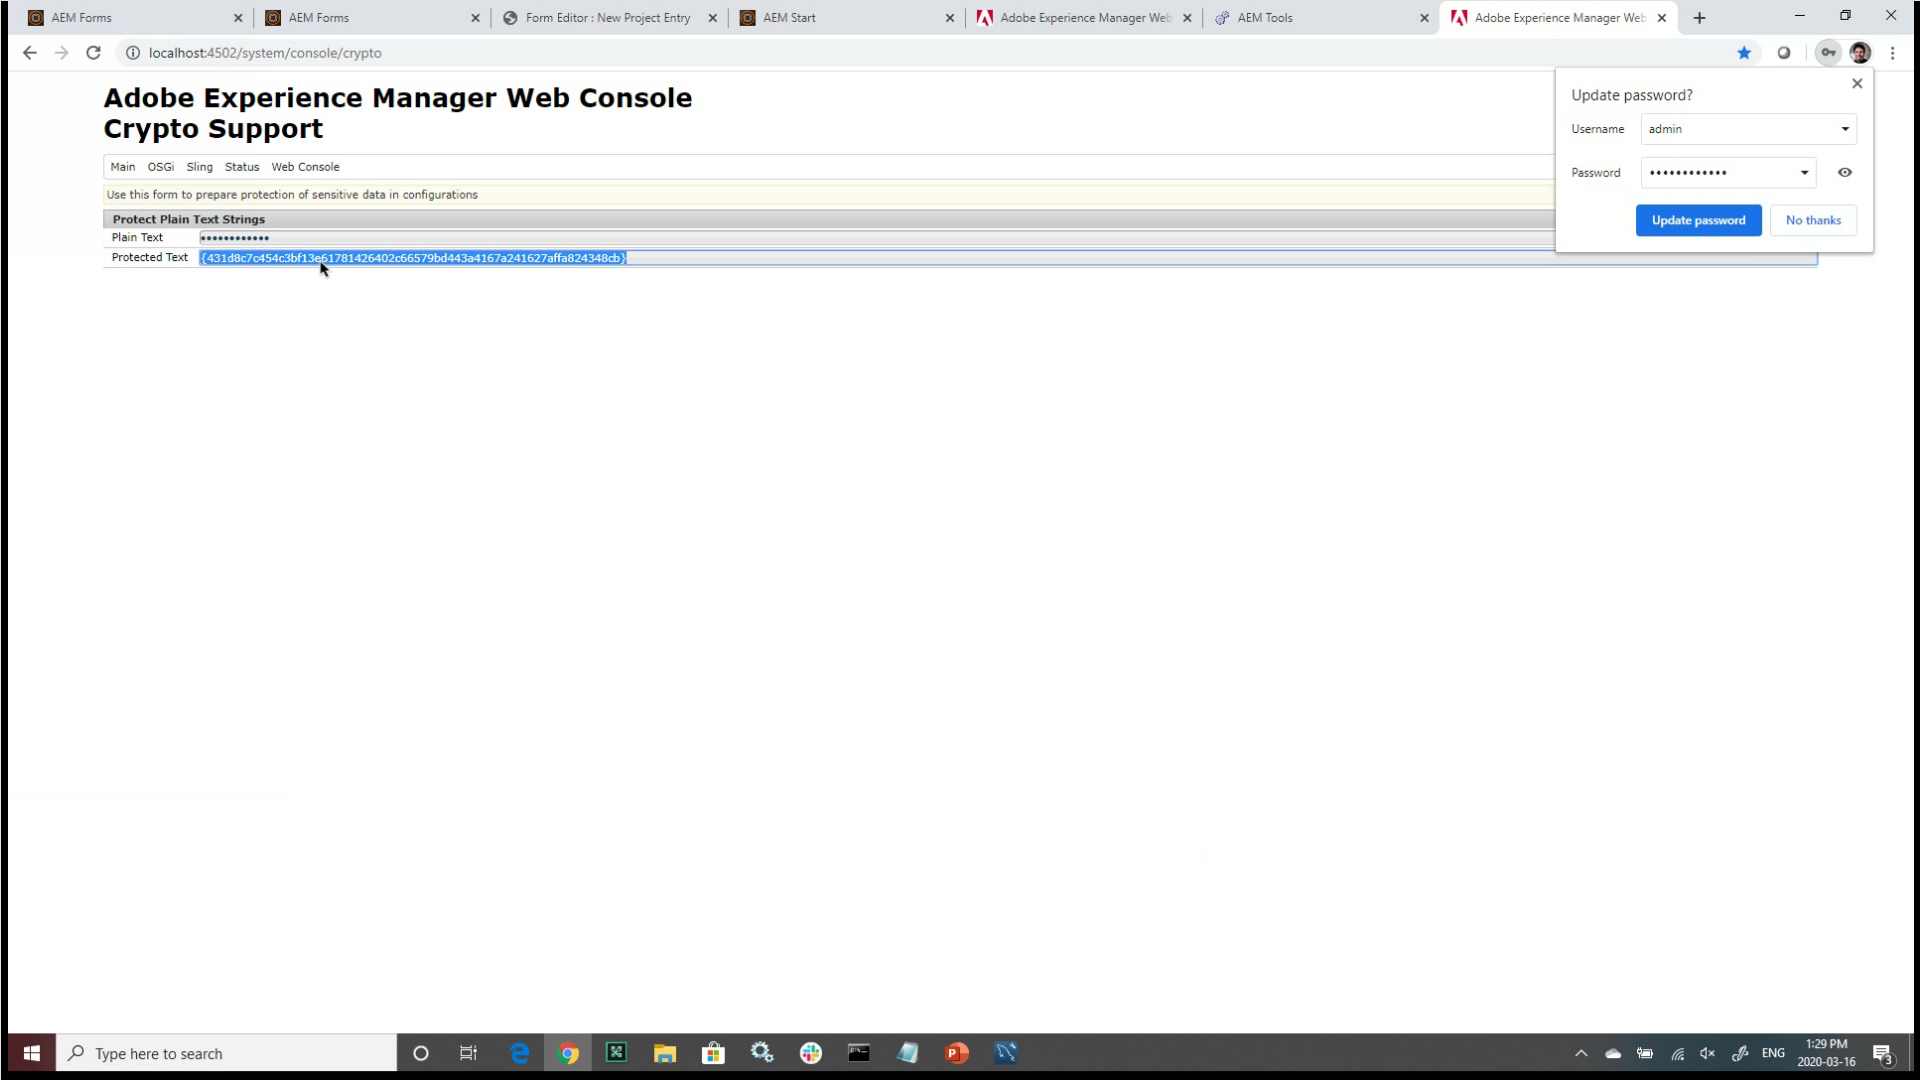 AEM Forms
AEM Forms
Form Editor : New Project Entry
AEM Start
Adobe Experience Manager Web
AEM Tools
Adobe Experience Manager Web
localhost:4502/system/console/crypto
Adobe Experience Manager Web Console
Crypto Support
Main OSGi Sling Status Web Console
Use this form to prepare protection of sensitive data in configurations
Protect Plain Text Strings
Plain Text ••••••••••••
Protected Text {431d8c7c454c3bf13e61781426402c66579bd443a4167a241627affa824348cb}
Update password?
Username admin
Password ••••••••••••
Update password No thanks
Type here to search
ENG
1:29 PM
2020-03-16
3